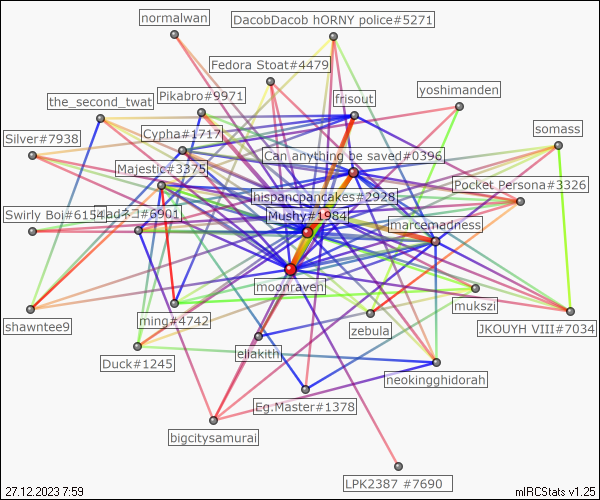 normalwan
DacobDacob hORNY police#5271
Fedora Stoat#4479
Pikabro#9971
frisout
yoshimanden
the_second_twat
Silver#7938
Cypha#1717
somass
Can anything be saved#0396
Majestic#3375
Pocket Persona#3326
hispancpancakes#2928
Swirly Boi#6154
adネコ#6901
Mushy#1984
marcemadness
moonraven
mukszi
shawntee9
ming#4742
zebula
JKOUYH VIII#7034
Duck#1245
eliakith
neokingghidorah
Eg.Master#1378
bigcitysamurai
LPK2387 #7690
27.12.2023 7:59
mIRCStats v1.25